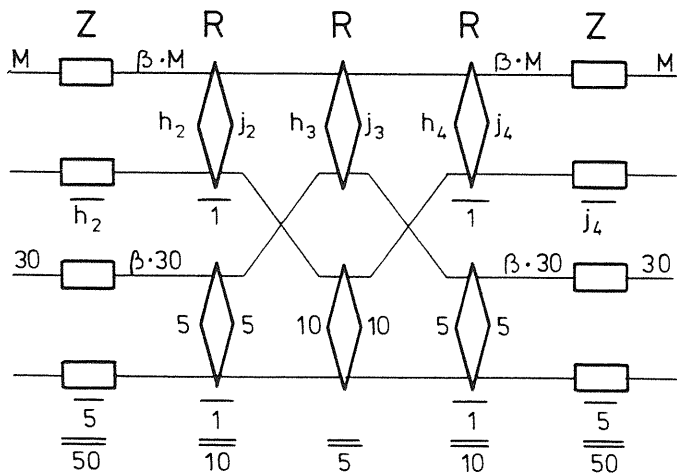 Z R R R Z
M β·M β·M M
h₂ j₂ h₃ j₃ h₄ j₄
h₂ 1 1 j₄
30 β·30 β·30 30
5 5 10 10 5 5
5 1 1 5
50 10 5 10 50